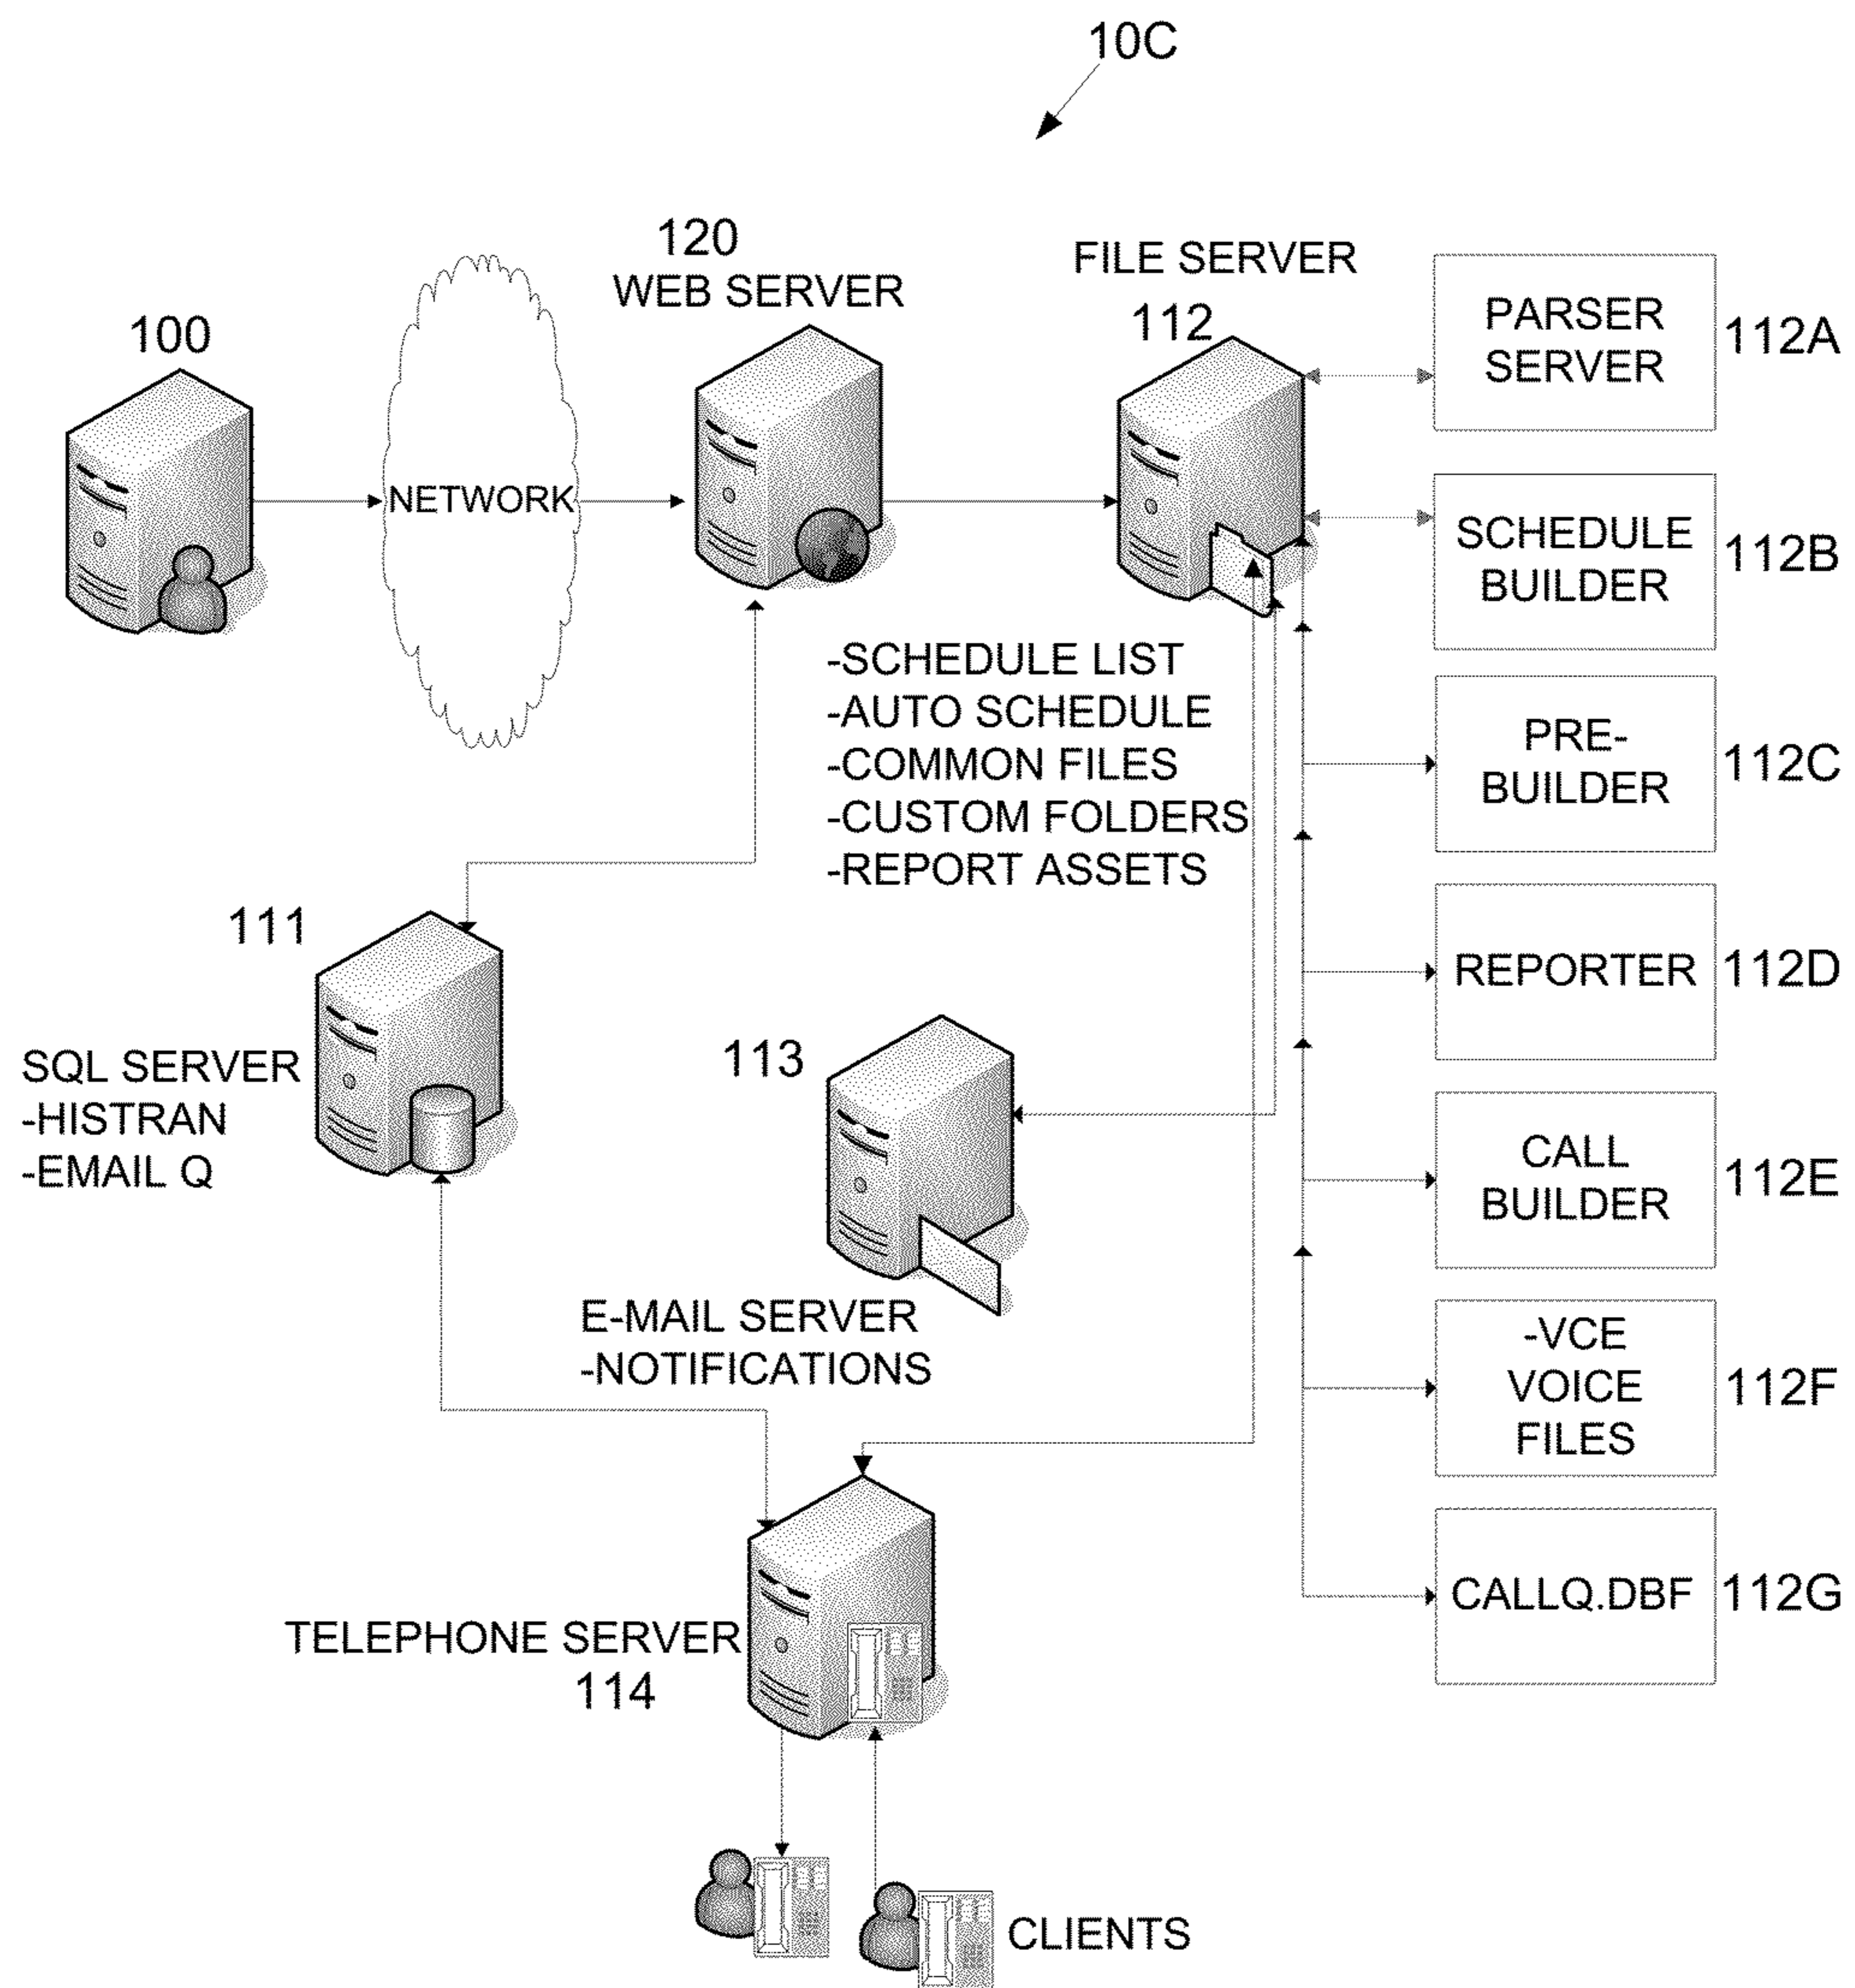 10C
120
WEB SERVER
FILE SERVER
112
100
NETWORK
PARSER
SERVER
112A
SCHEDULE
BUILDER
112B
-SCHEDULE LIST
-AUTO SCHEDULE
-COMMON FILES
-CUSTOM FOLDERS
-REPORT ASSETS
PRE-
BUILDER
112C
111
SQL SERVER
-HISTRAN
-EMAIL Q
REPORTER
112D
113
E-MAIL SERVER
-NOTIFICATIONS
CALL
BUILDER
112E
-VCE
VOICE
FILES
112F
CALLQ.DBF
112G
TELEPHONE SERVER
114
CLIENTS